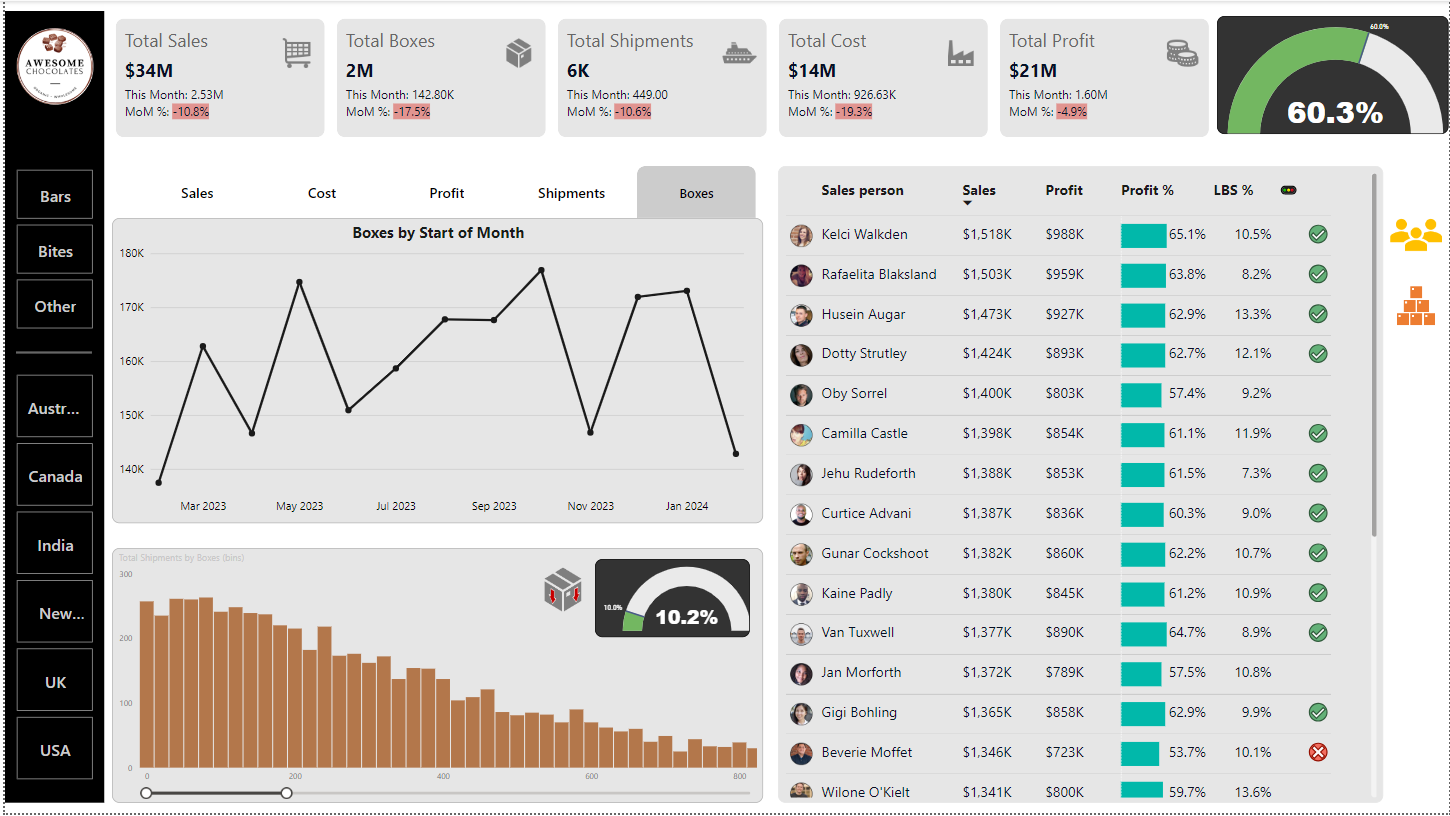 AWESOME
CHOCOLATES
Total Sales
$34M
This Month: 2.53M
MoM %: -10.8%
Total Boxes
2M
This Month: 142.80K
MoM %: -17.5%
Total Shipments
6K
This Month: 449.00
MoM %: -10.6%
Total Cost
$14M
This Month: 926.63K
MoM %: -19.3%
Total Profit
$21M
This Month: 1.60M
MoM %: -4.9%
60.0%
60.3%
Bars
Bites
Other
Austr...
Canada
India
New...
UK
USA
Sales Cost Profit Shipments Boxes
Boxes by Start of Month
180K
170K
160K
150K
140K
Mar 2023 May 2023 Jul 2023 Sep 2023 Nov 2023 Jan 2024
Total Shipments by Boxes (bins)
300
200
100
0
0 200 400 600 800
10.0%
10.2%
Sales person Sales Profit Profit % LBS %
Kelci Walkden $1,518K $988K 65.1% 10.5%
Rafaelita Blaksland $1,503K $959K 63.8% 8.2%
Husein Augar $1,473K $927K 62.9% 13.3%
Dotty Strutley $1,424K $893K 62.7% 12.1%
Oby Sorrel $1,400K $803K 57.4% 9.2%
Camilla Castle $1,398K $854K 61.1% 11.9%
Jehu Rudeforth $1,388K $853K 61.5% 7.3%
Curtice Advani $1,387K $836K 60.3% 9.0%
Gunar Cockshoot $1,382K $860K 62.2% 10.7%
Kaine Padly $1,380K $845K 61.2% 10.9%
Van Tuxwell $1,377K $890K 64.7% 8.9%
Jan Morforth $1,372K $789K 57.5% 10.8%
Gigi Bohling $1,365K $858K 62.9% 9.9%
Beverie Moffet $1,346K $723K 53.7% 10.1%
Wilone O'Kielt $1,341K $800K 59.7% 13.6%